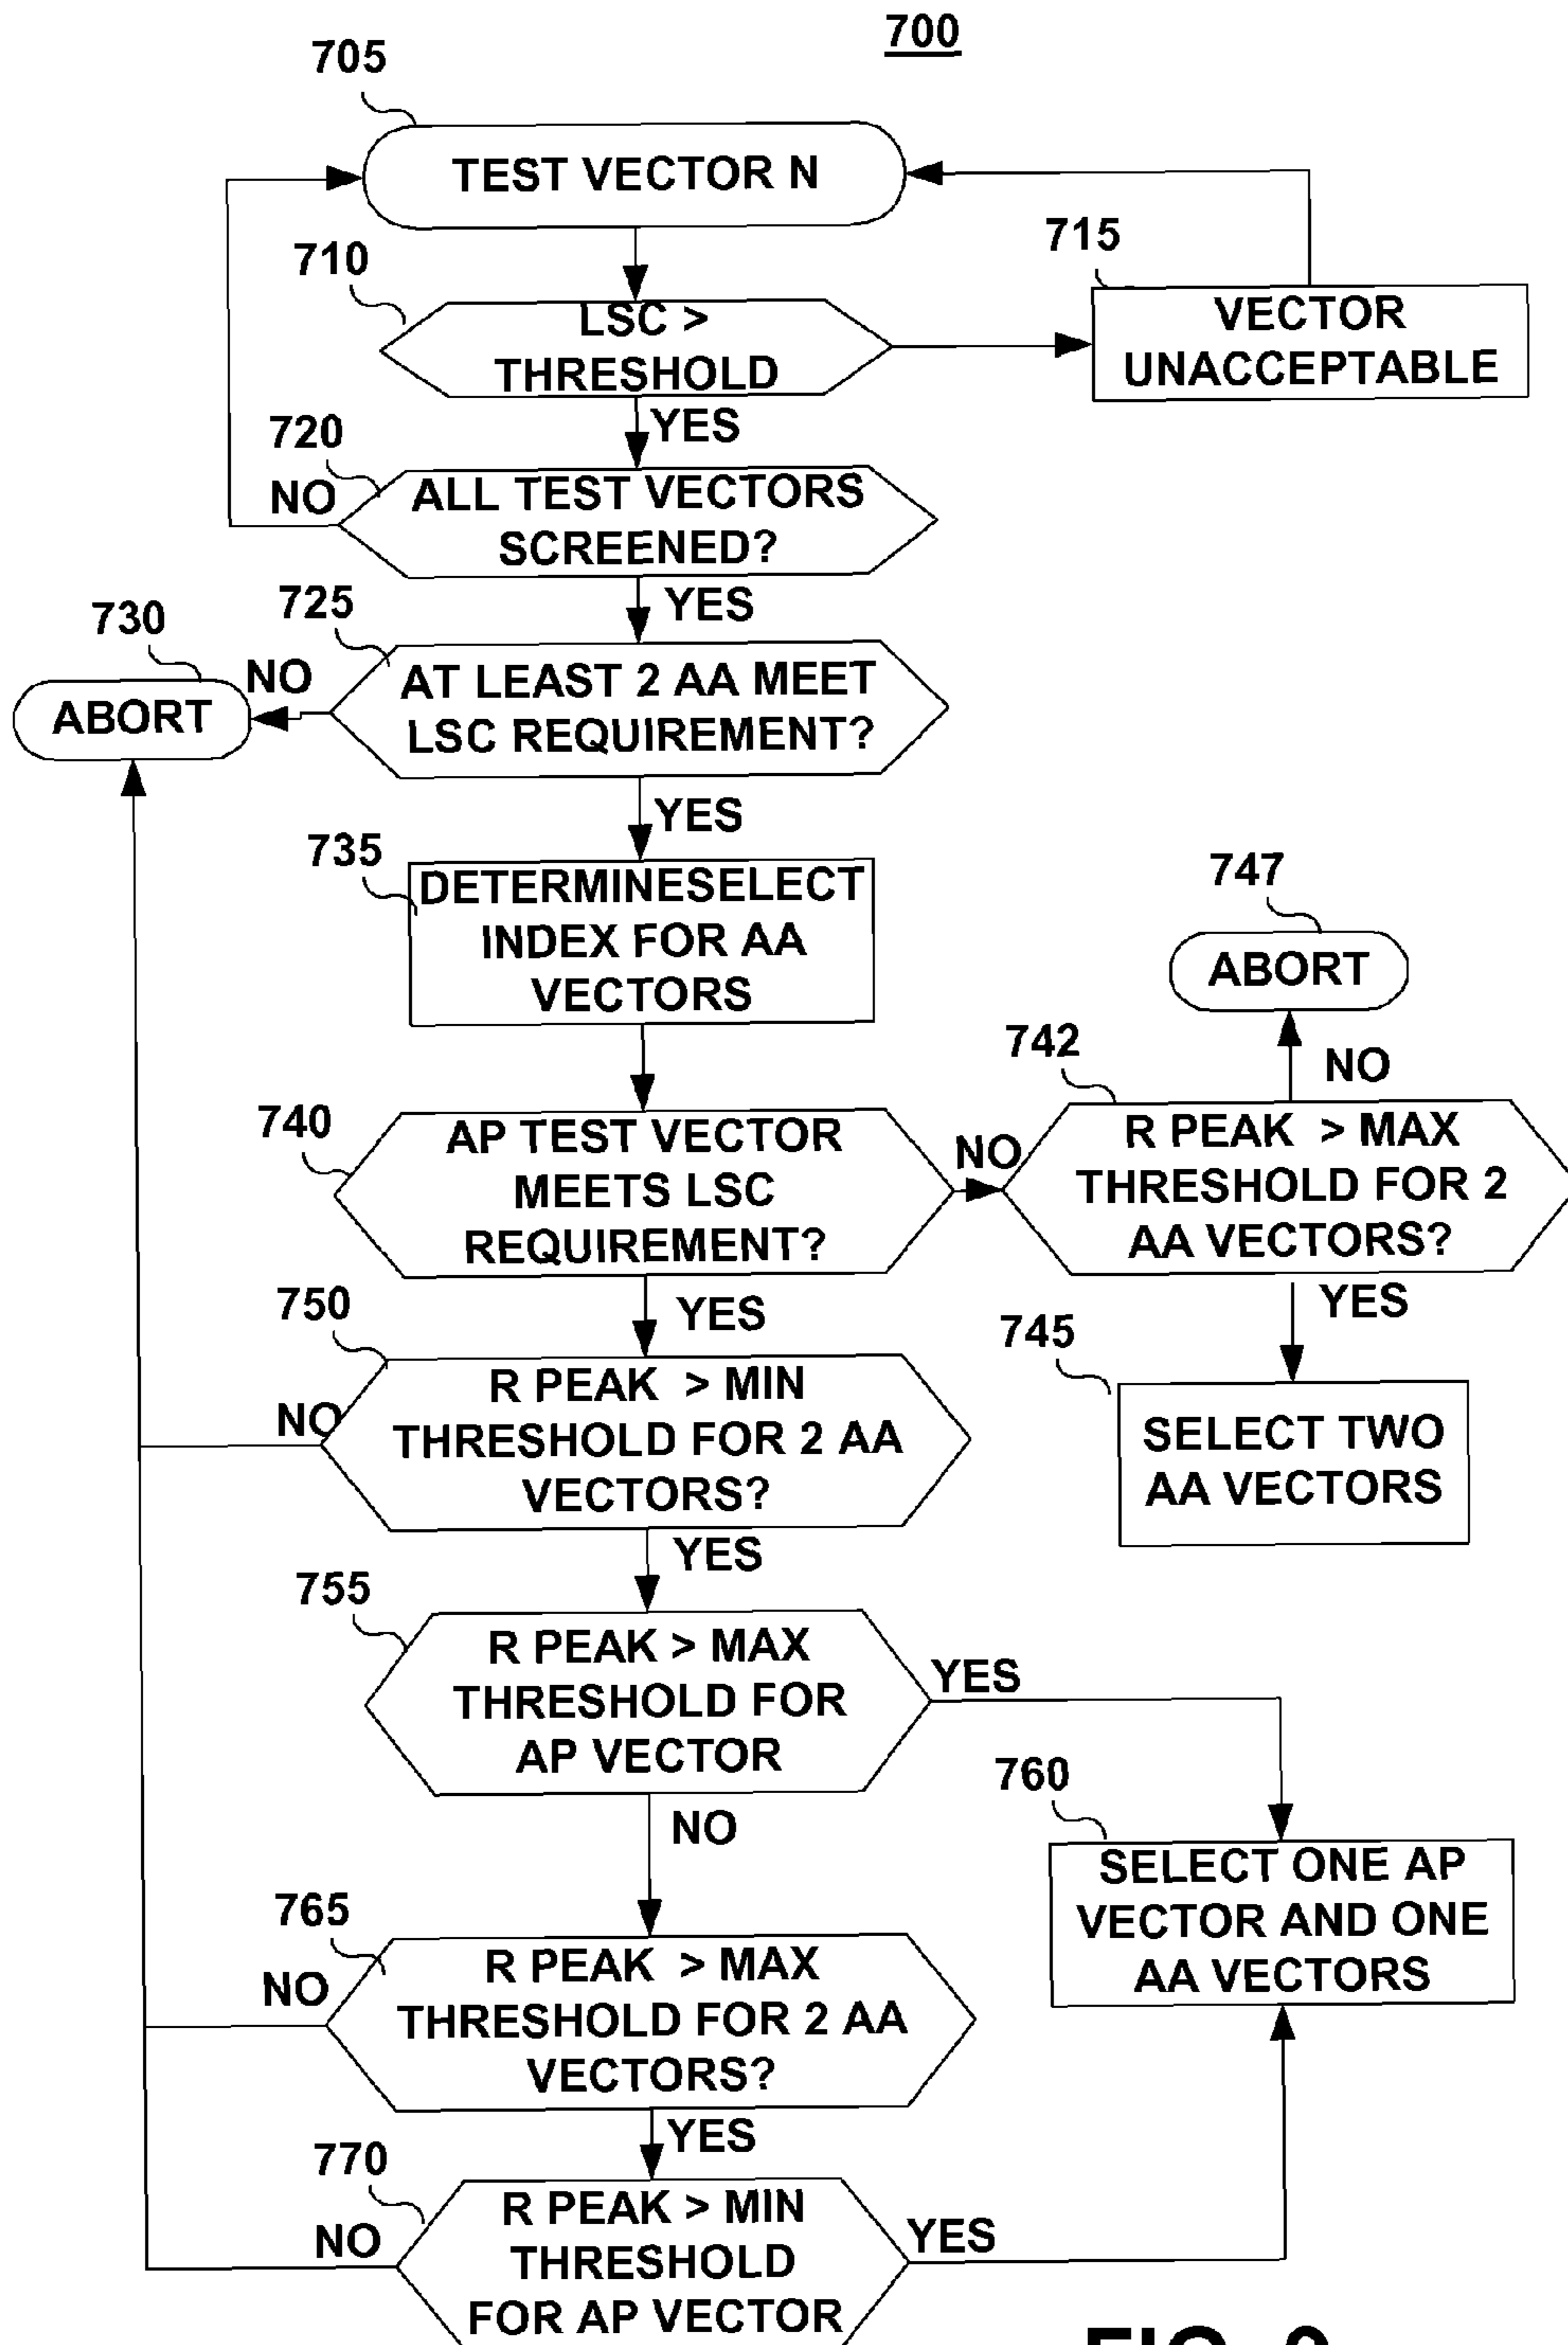 700
705
TEST VECTOR N
710
LSC >
THRESHOLD
715
VECTOR
UNACCEPTABLE
YES
720
NO
ALL TEST VECTORS
SCREENED?
YES
725
730
NO
ABORT
AT LEAST 2 AA MEET
LSC REQUIREMENT?
YES
735
DETERMINESELECT
INDEX FOR AA
VECTORS
747
ABORT
NO
742
740
AP TEST VECTOR
MEETS LSC
REQUIREMENT?
NO
R PEAK > MAX
THRESHOLD FOR 2
AA VECTORS?
YES
YES
745
SELECT TWO
AA VECTORS
750
NO
R PEAK > MIN
THRESHOLD FOR 2 AA
VECTORS?
YES
755
R PEAK > MAX
THRESHOLD FOR
AP VECTOR
YES
NO
760
SELECT ONE AP
VECTOR AND ONE
AA VECTORS
765
NO
R PEAK > MAX
THRESHOLD FOR 2 AA
VECTORS?
YES
770
NO
R PEAK > MIN
THRESHOLD
FOR AP VECTOR
YES
FIG.